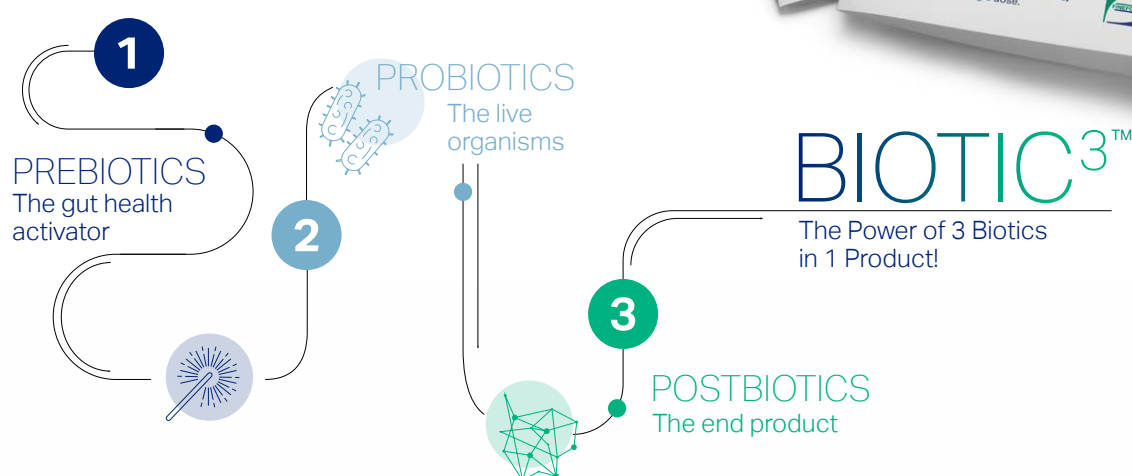 1
PREBIOTICS
The gut health
activator
2
PROBIOTICS
The live
organisms
3
POSTBIOTICS
The end product
BIOTIC3™
The Power of 3 Biotics
in 1 Product!